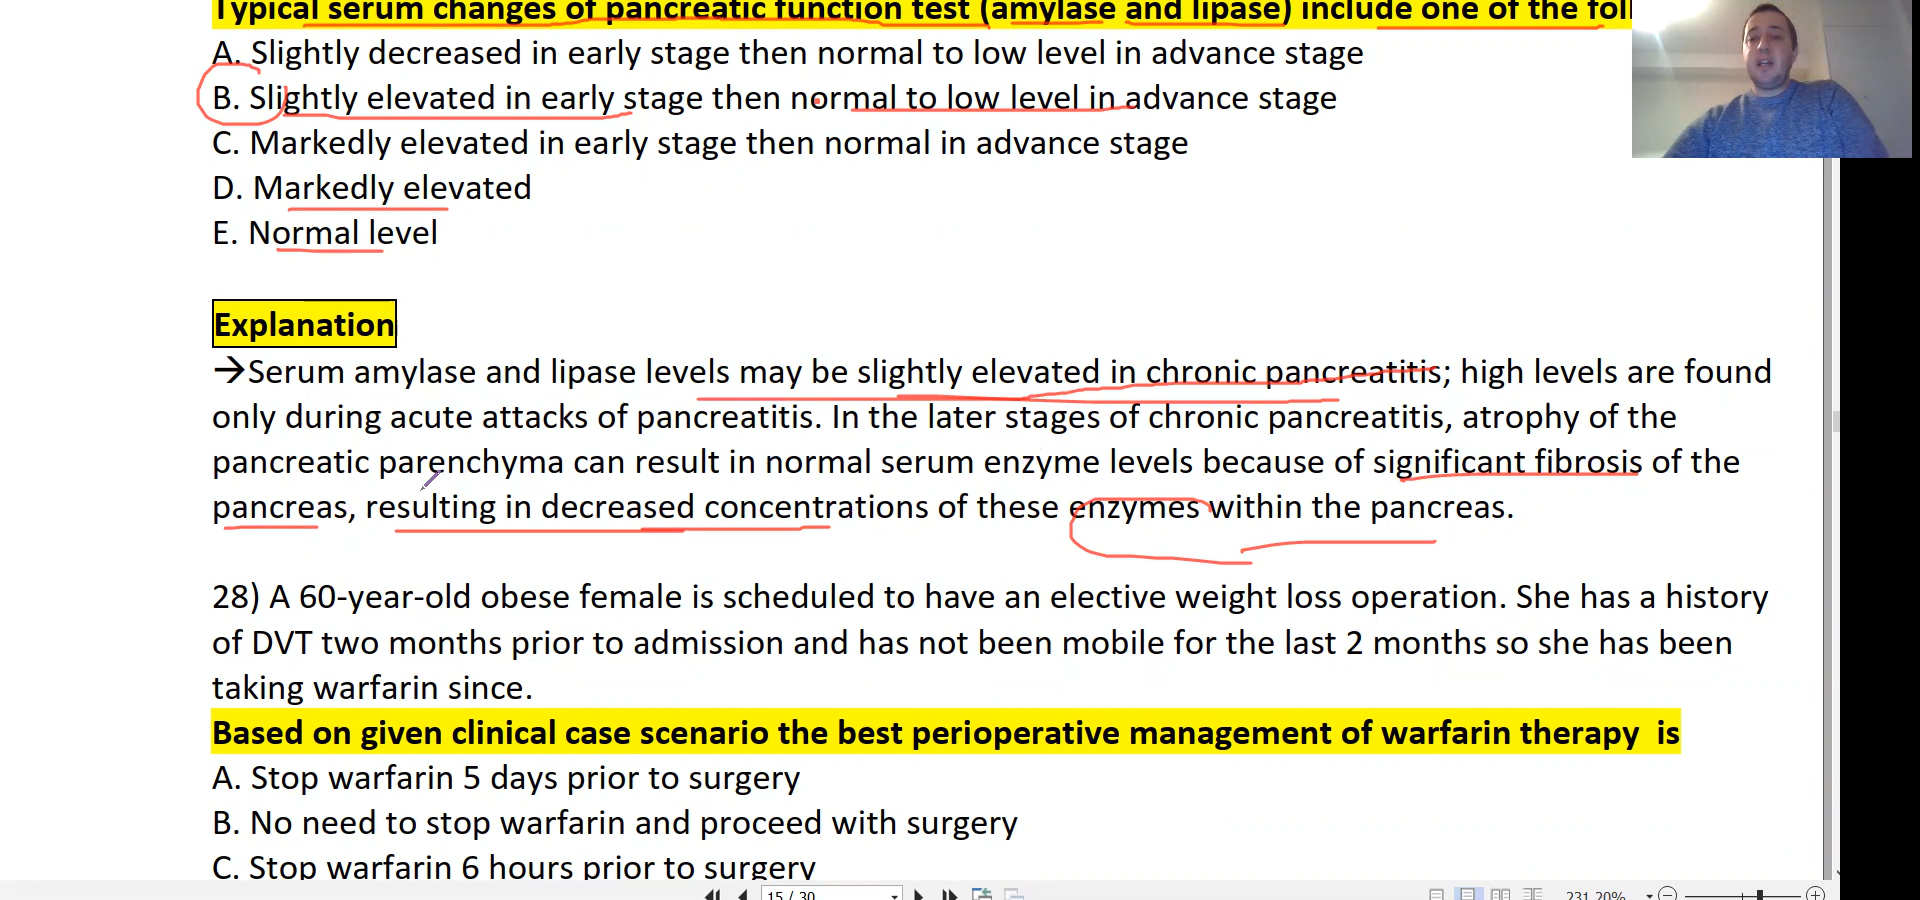 Typical serum changes of pancreatic function test (amylase and lipase) include one of the foll
A. Slightly decreased in early stage then normal to low level in advance stage
B. Slightly elevated in early stage then normal to low level in advance stage
C. Markedly elevated in early stage then normal in advance stage
D. Markedly elevated
E. Normal level
Explanation
→Serum amylase and lipase levels may be slightly elevated in chronic pancreatitis; high levels are found
only during acute attacks of pancreatitis. In the later stages of chronic pancreatitis, atrophy of the
pancreatic parenchyma can result in normal serum enzyme levels because of significant fibrosis of the
pancreas, resulting in decreased concentrations of these enzymes within the pancreas.
28) A 60-year-old obese female is scheduled to have an elective weight loss operation. She has a history
of DVT two months prior to admission and has not been mobile for the last 2 months so she has been
taking warfarin since.
Based on given clinical case scenario the best perioperative management of warfarin therapy is
A. Stop warfarin 5 days prior to surgery
B. No need to stop warfarin and proceed with surgery
C. Stop warfarin 6 hours prior to surgery
15 / 30 231.20%